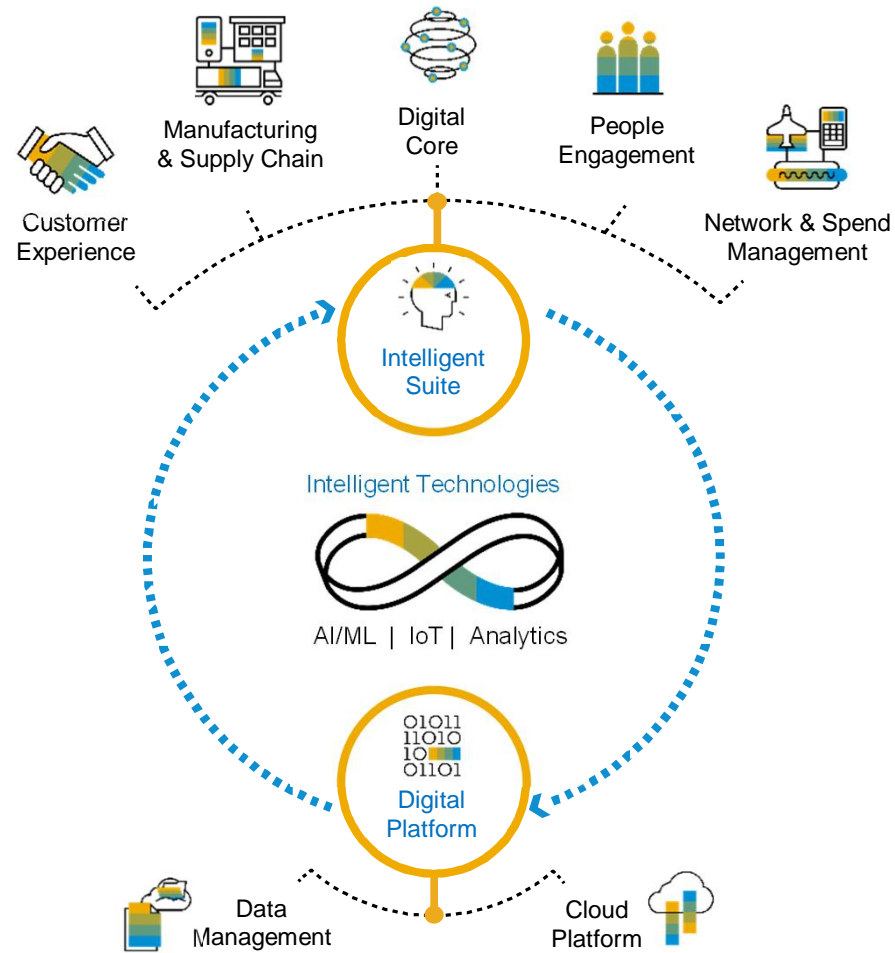 Manufacturing
& Supply Chain
Digital
Core
People
Engagement
Customer
Experience
Network & Spend
Management
Intelligent
Suite
Intelligent Technologies
AI/ML | IoT | Analytics
01011
11010
10
01101
Digital
Platform
Data
Management
Cloud
Platform